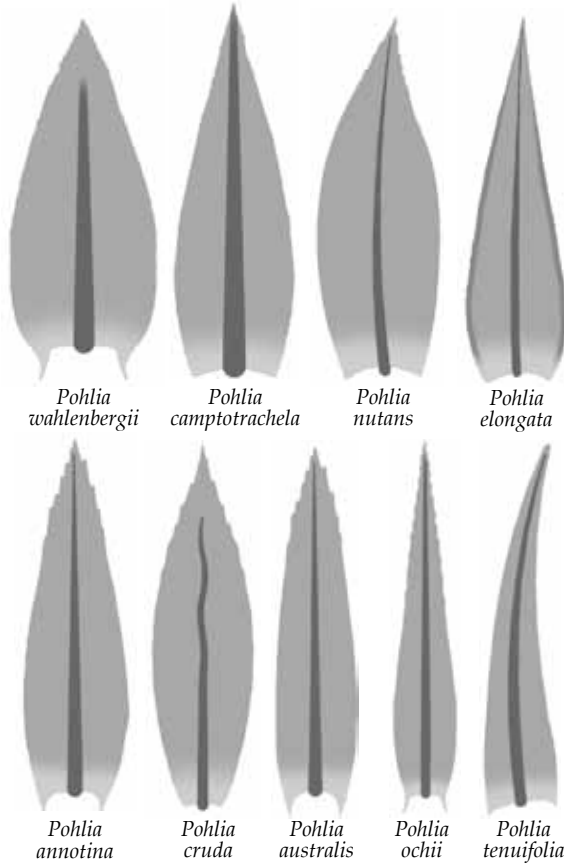 Pohlia
wahlenbergii
Pohlia
camptotrachela
Pohlia
nutans
Pohlia
elongata
Pohlia
annotina
Pohlia
cruda
Pohlia
australis
Pohlia
ochii
Pohlia
tenuifolia